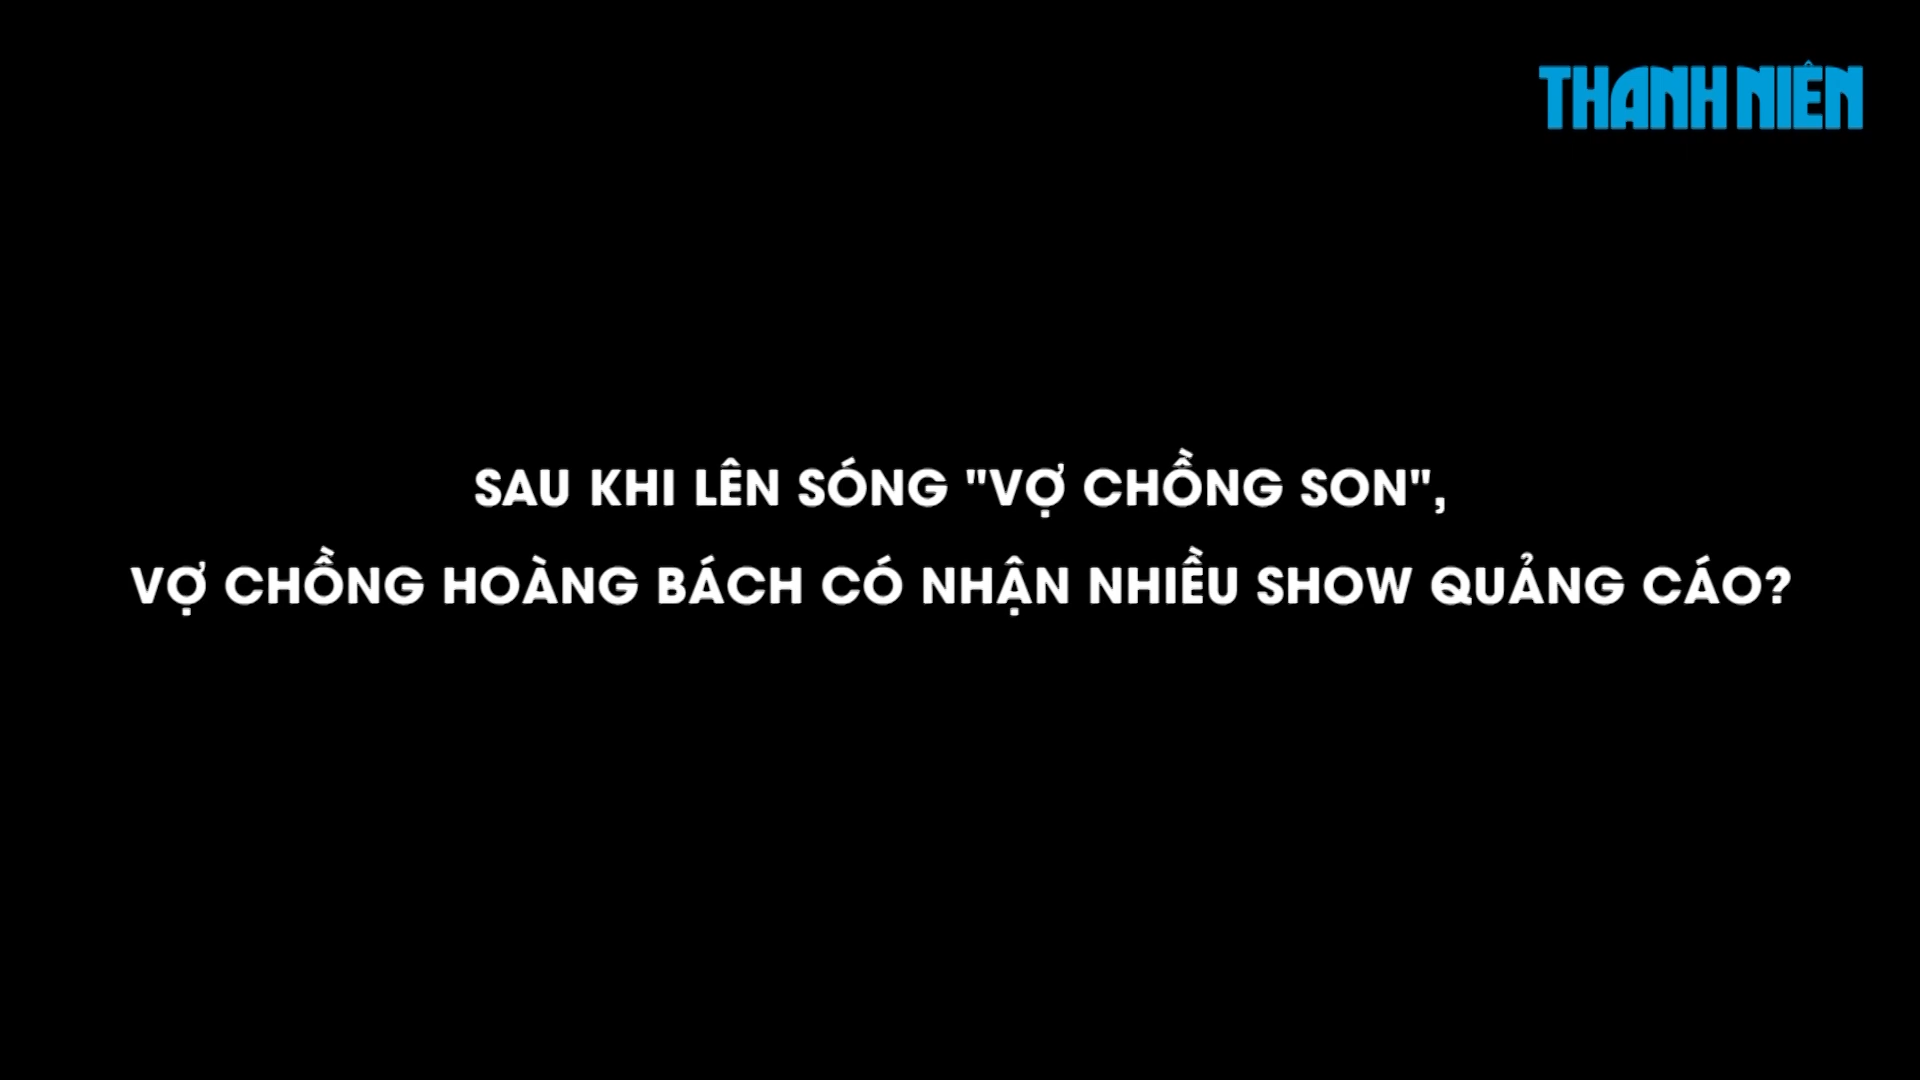 THANH NIÊN
SAU KHI LÊN SÓNG "VỢ CHỒNG SON",
VỢ CHỒNG HOÀNG BÁCH CÓ NHẬN NHIỀU SHOW QUẢNG CÁO?